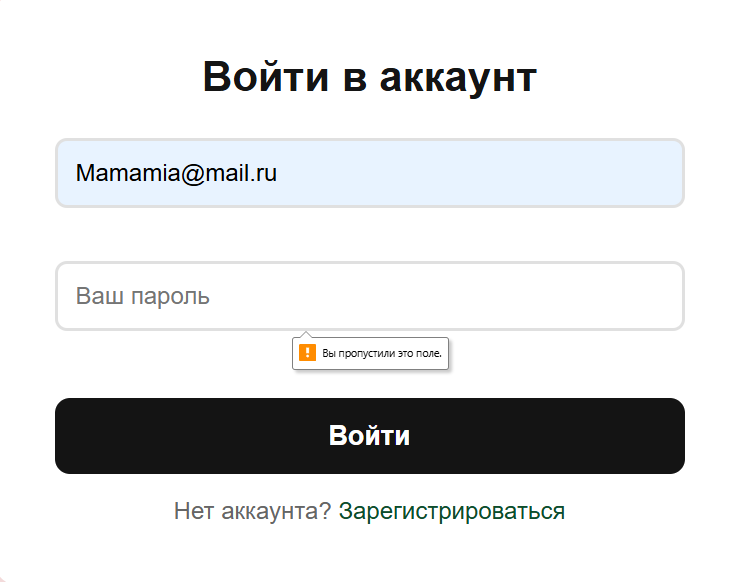 Войти в аккаунт
Mamamia@mail.ru
Ваш пароль
Вы пропустили это поле.
Войти
Нет аккаунта? Зарегистрироваться